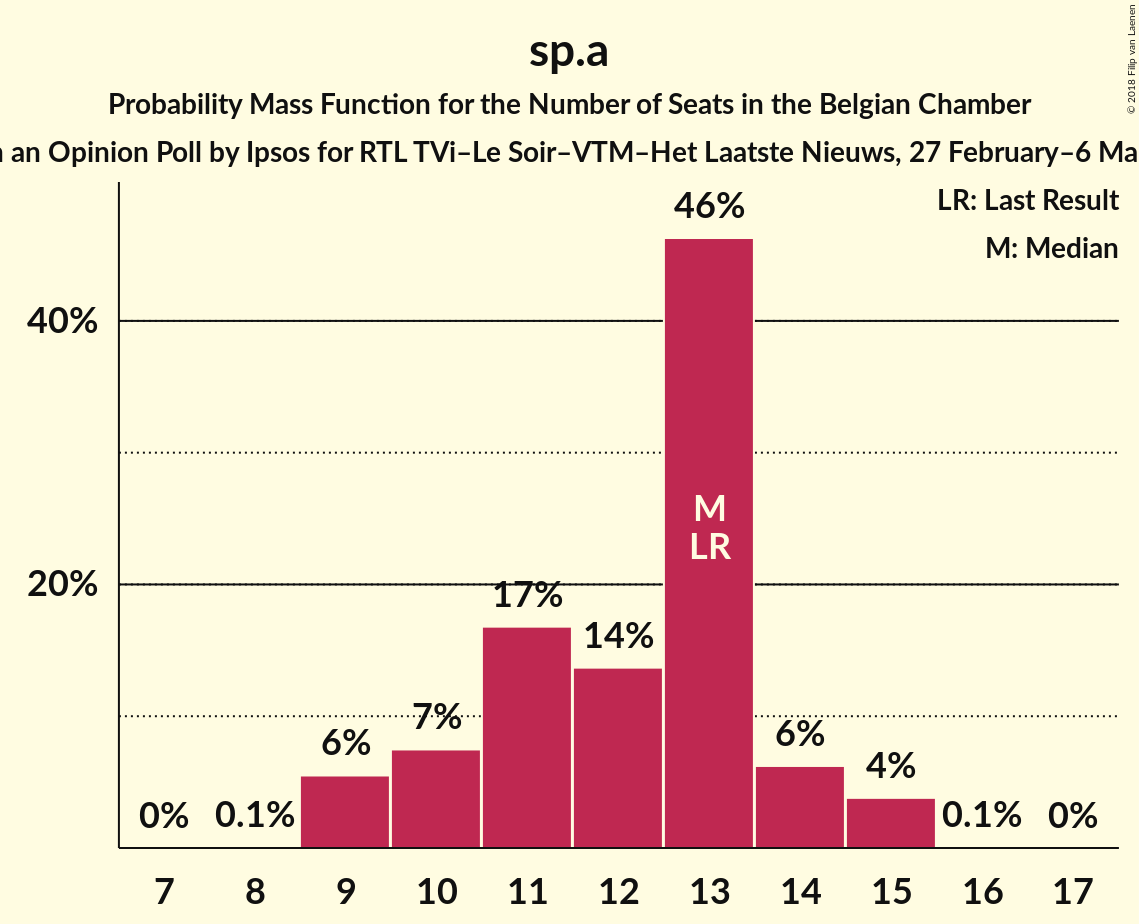 sp.a
Probability Mass Function for the Number of Seats in the Belgian Chamber
an Opinion Poll by Ipsos for RTL TVi–Le Soir–VTM–Het Laatste Nieuws, 27 February–6 Ma
© 2018 Filip van Laenen
LR: Last Result
M: Median
46%
40%
M
LR
20%
17%
14%
7%
6%
6%
4%
0%
0.1%
0.1%
0%
7 8 9 10 11 12 13 14 15 16 17